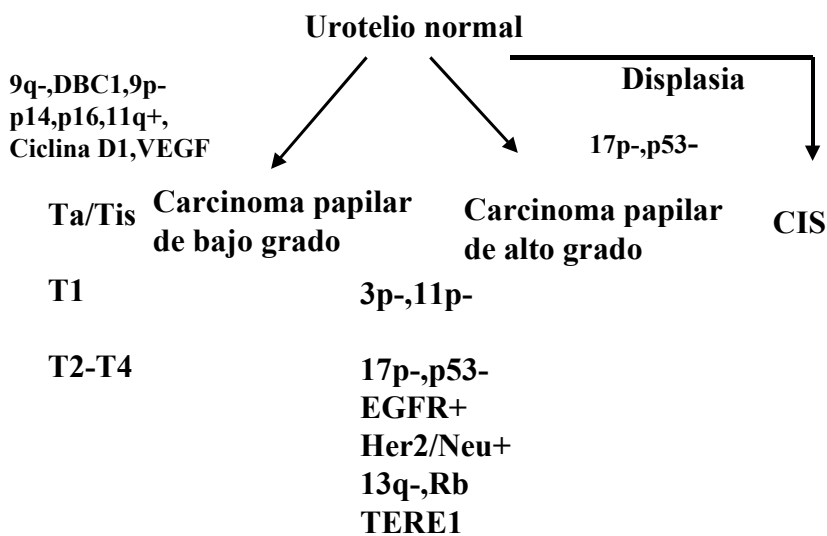 Urotelio normal
9q-,DBC1,9p-
p14,p16,11q+,
Ciclina D1,VEGF
Displasia
17p-,p53-
Ta/Tis
Carcinoma papilar
de bajo grado
Carcinoma papilar
de alto grado
CIS
T1
3p-,11p-
T2-T4
17p-,p53-
EGFR+
Her2/Neu+
13q-,Rb
TERE1